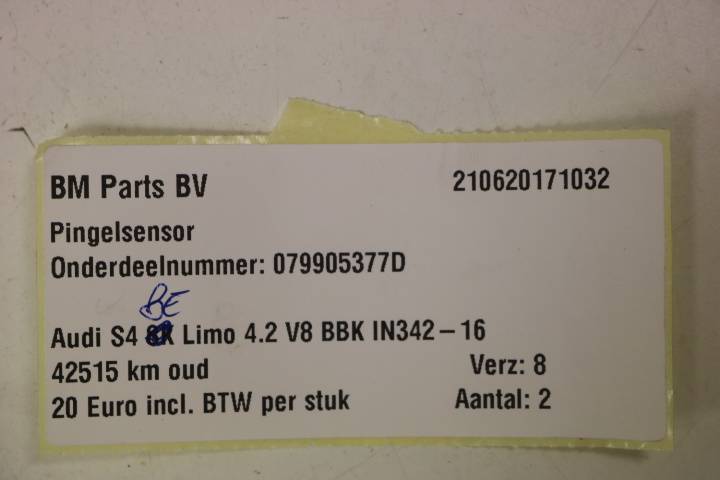 BM Parts BV 210620171032
Pingelsensor
Onderdeelnummer: 079905377D
BE
Audi S4 Limo 4.2 V8 BBK IN342-16
42515 km oud Verz: 8
20 Euro incl. BTW per stuk Aantal: 2